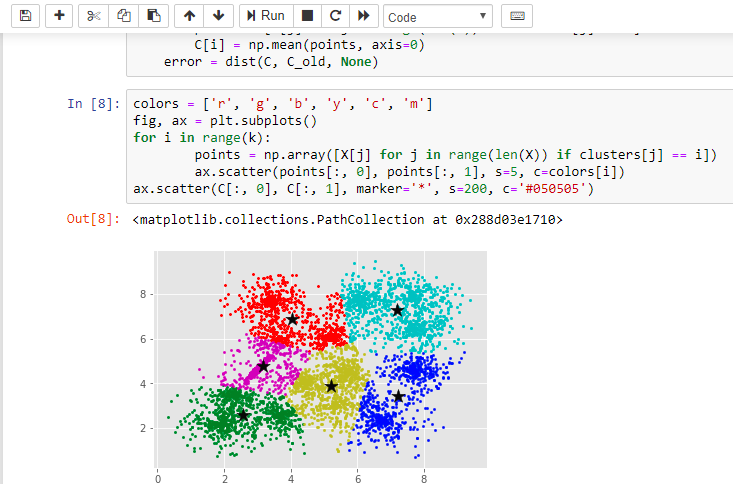 Run
Code
C[i] = np.mean(points, axis=0)
error = dist(C, C_old, None)
In [8]:
colors = ['r', 'g', 'b', 'y', 'c', 'm']
fig, ax = plt.subplots()
for i in range(k):
points = np.array([X[j] for j in range(len(X)) if clusters[j] == i])
ax.scatter(points[:, 0], points[:, 1], s=5, c=colors[i])
ax.scatter(C[:, 0], C[:, 1], marker='*', s=200, c='#050505')
Out[8]: <matplotlib.collections.PathCollection at 0x288d03e1710>
8
6
4
2
0 2 4 6 8